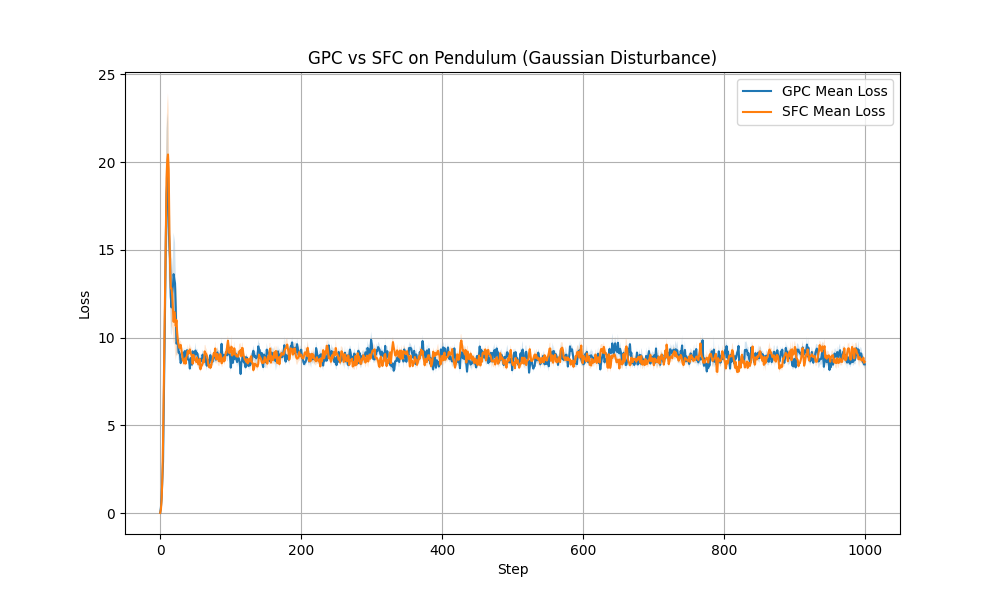 GPC vs SFC on Pendulum (Gaussian Disturbance)
GPC Mean Loss
SFC Mean Loss
25
20
15
10
5
0
Loss
0 200 400 600 800 1000
Step